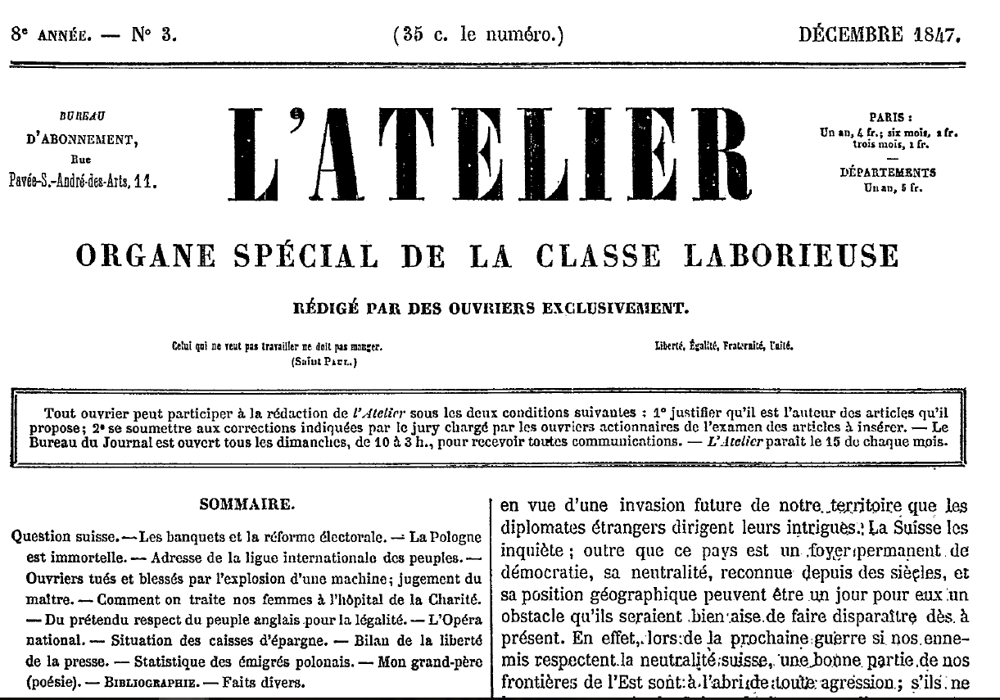 8e ANNÉE. — No 3.
(35 c. le numéro.)
DÉCEMBRE 1847.
BUREAU
D'ABONNEMENT,
Rue
Pavée-S.-André-des-Arts, 11.
L'ATELIER
PARIS :
Un an, 4 fr.; six mois, 2 fr.
trois mois, 1 fr.
—
DÉPARTEMENTS
Un an, 5 fr.
ORGANE SPÉCIAL DE LA CLASSE LABORIEUSE
RÉDIGÉ PAR DES OUVRIERS EXCLUSIVEMENT.
Celui qui ne veut pas travailler ne doit pas manger.
(Saint PAUL.)
Liberté, Égalité, Fraternité, Unité.
Tout ouvrier peut participer à la rédaction de l'Atelier sous les deux conditions suivantes : 1° justifier qu'il est l'auteur des articles qu'il
propose; 2° se soumettre aux corrections indiquées par le jury chargé par les ouvriers actionnaires de l'examen des articles à insérer. — Le
Bureau du Journal est ouvert tous les dimanches, de 10 à 3 h., pour recevoir toutes communications. — L'Atelier paraît le 15 de chaque mois.
SOMMAIRE.
Question suisse. — Les banquets et la réforme électorale. — La Pologne
est immortelle. — Adresse de la ligue internationale des peuples. —
Ouvriers tués et blessés par l'explosion d'une machine; jugement du
maître. — Comment on traite nos femmes à l'hôpital de la Charité.
— Du prétendu respect du peuple anglais pour la légalité. — L'Opéra
national. — Situation des caisses d'épargne. — Bilan de la liberté
de la presse. — Statistique des émigrés polonais. — Mon grand-père
(poésie). — BIBLIOGRAPHIE. — Faits divers.
en vue d'une invasion future de notre territoire que les
diplomates étrangers dirigent leurs intrigues. La Suisse les
inquiète ; outre que ce pays est un foyer permanent de
démocratie, sa neutralité, reconnue depuis des siècles, et
sa position géographique peuvent être un jour pour eux un
obstacle qu'ils seraient bien aise de faire disparaître dès à
présent. En effet, lors de la prochaine guerre si nos enne-
mis respectent la neutralité suisse, une bonne partie de nos
frontières de l'Est sont à l'abri de toute agression ; s'ils ne